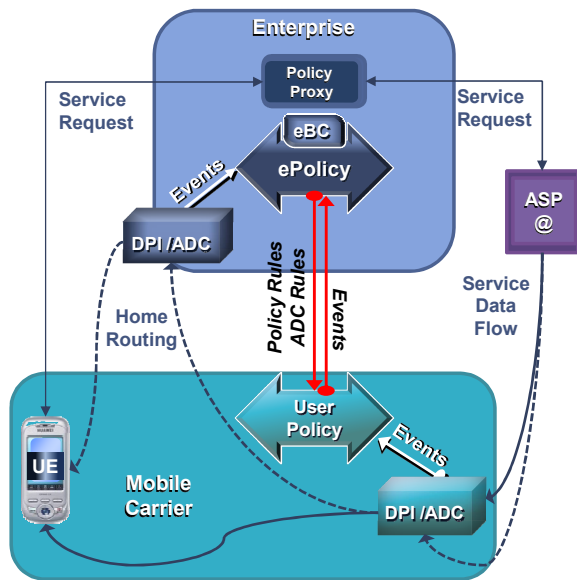 Enterprise
Policy
Proxy
Service
Request
Service
Request
eBC
ePolicy
Events
ASP
@
DPI /ADC
Policy Rules
ADC Rules
Events
Home
Routing
Service
Data
Flow
User
Policy
Events
UE
Mobile
Carrier
DPI /ADC